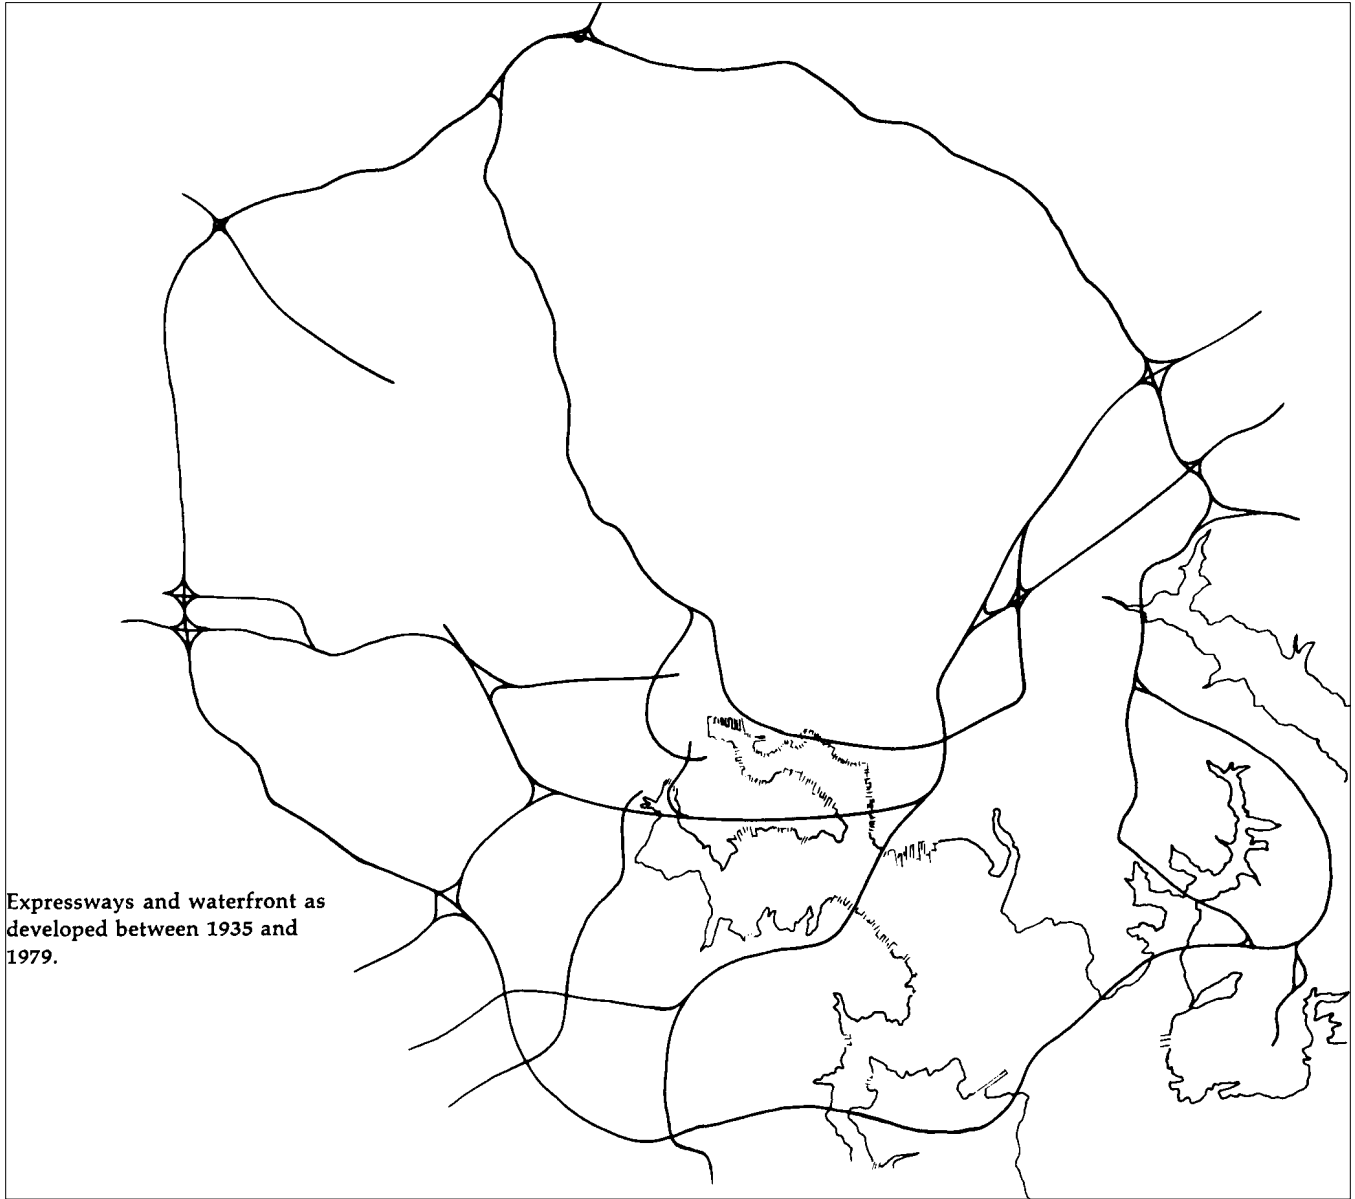 Expressways and waterfront as
developed between 1935 and
1979.